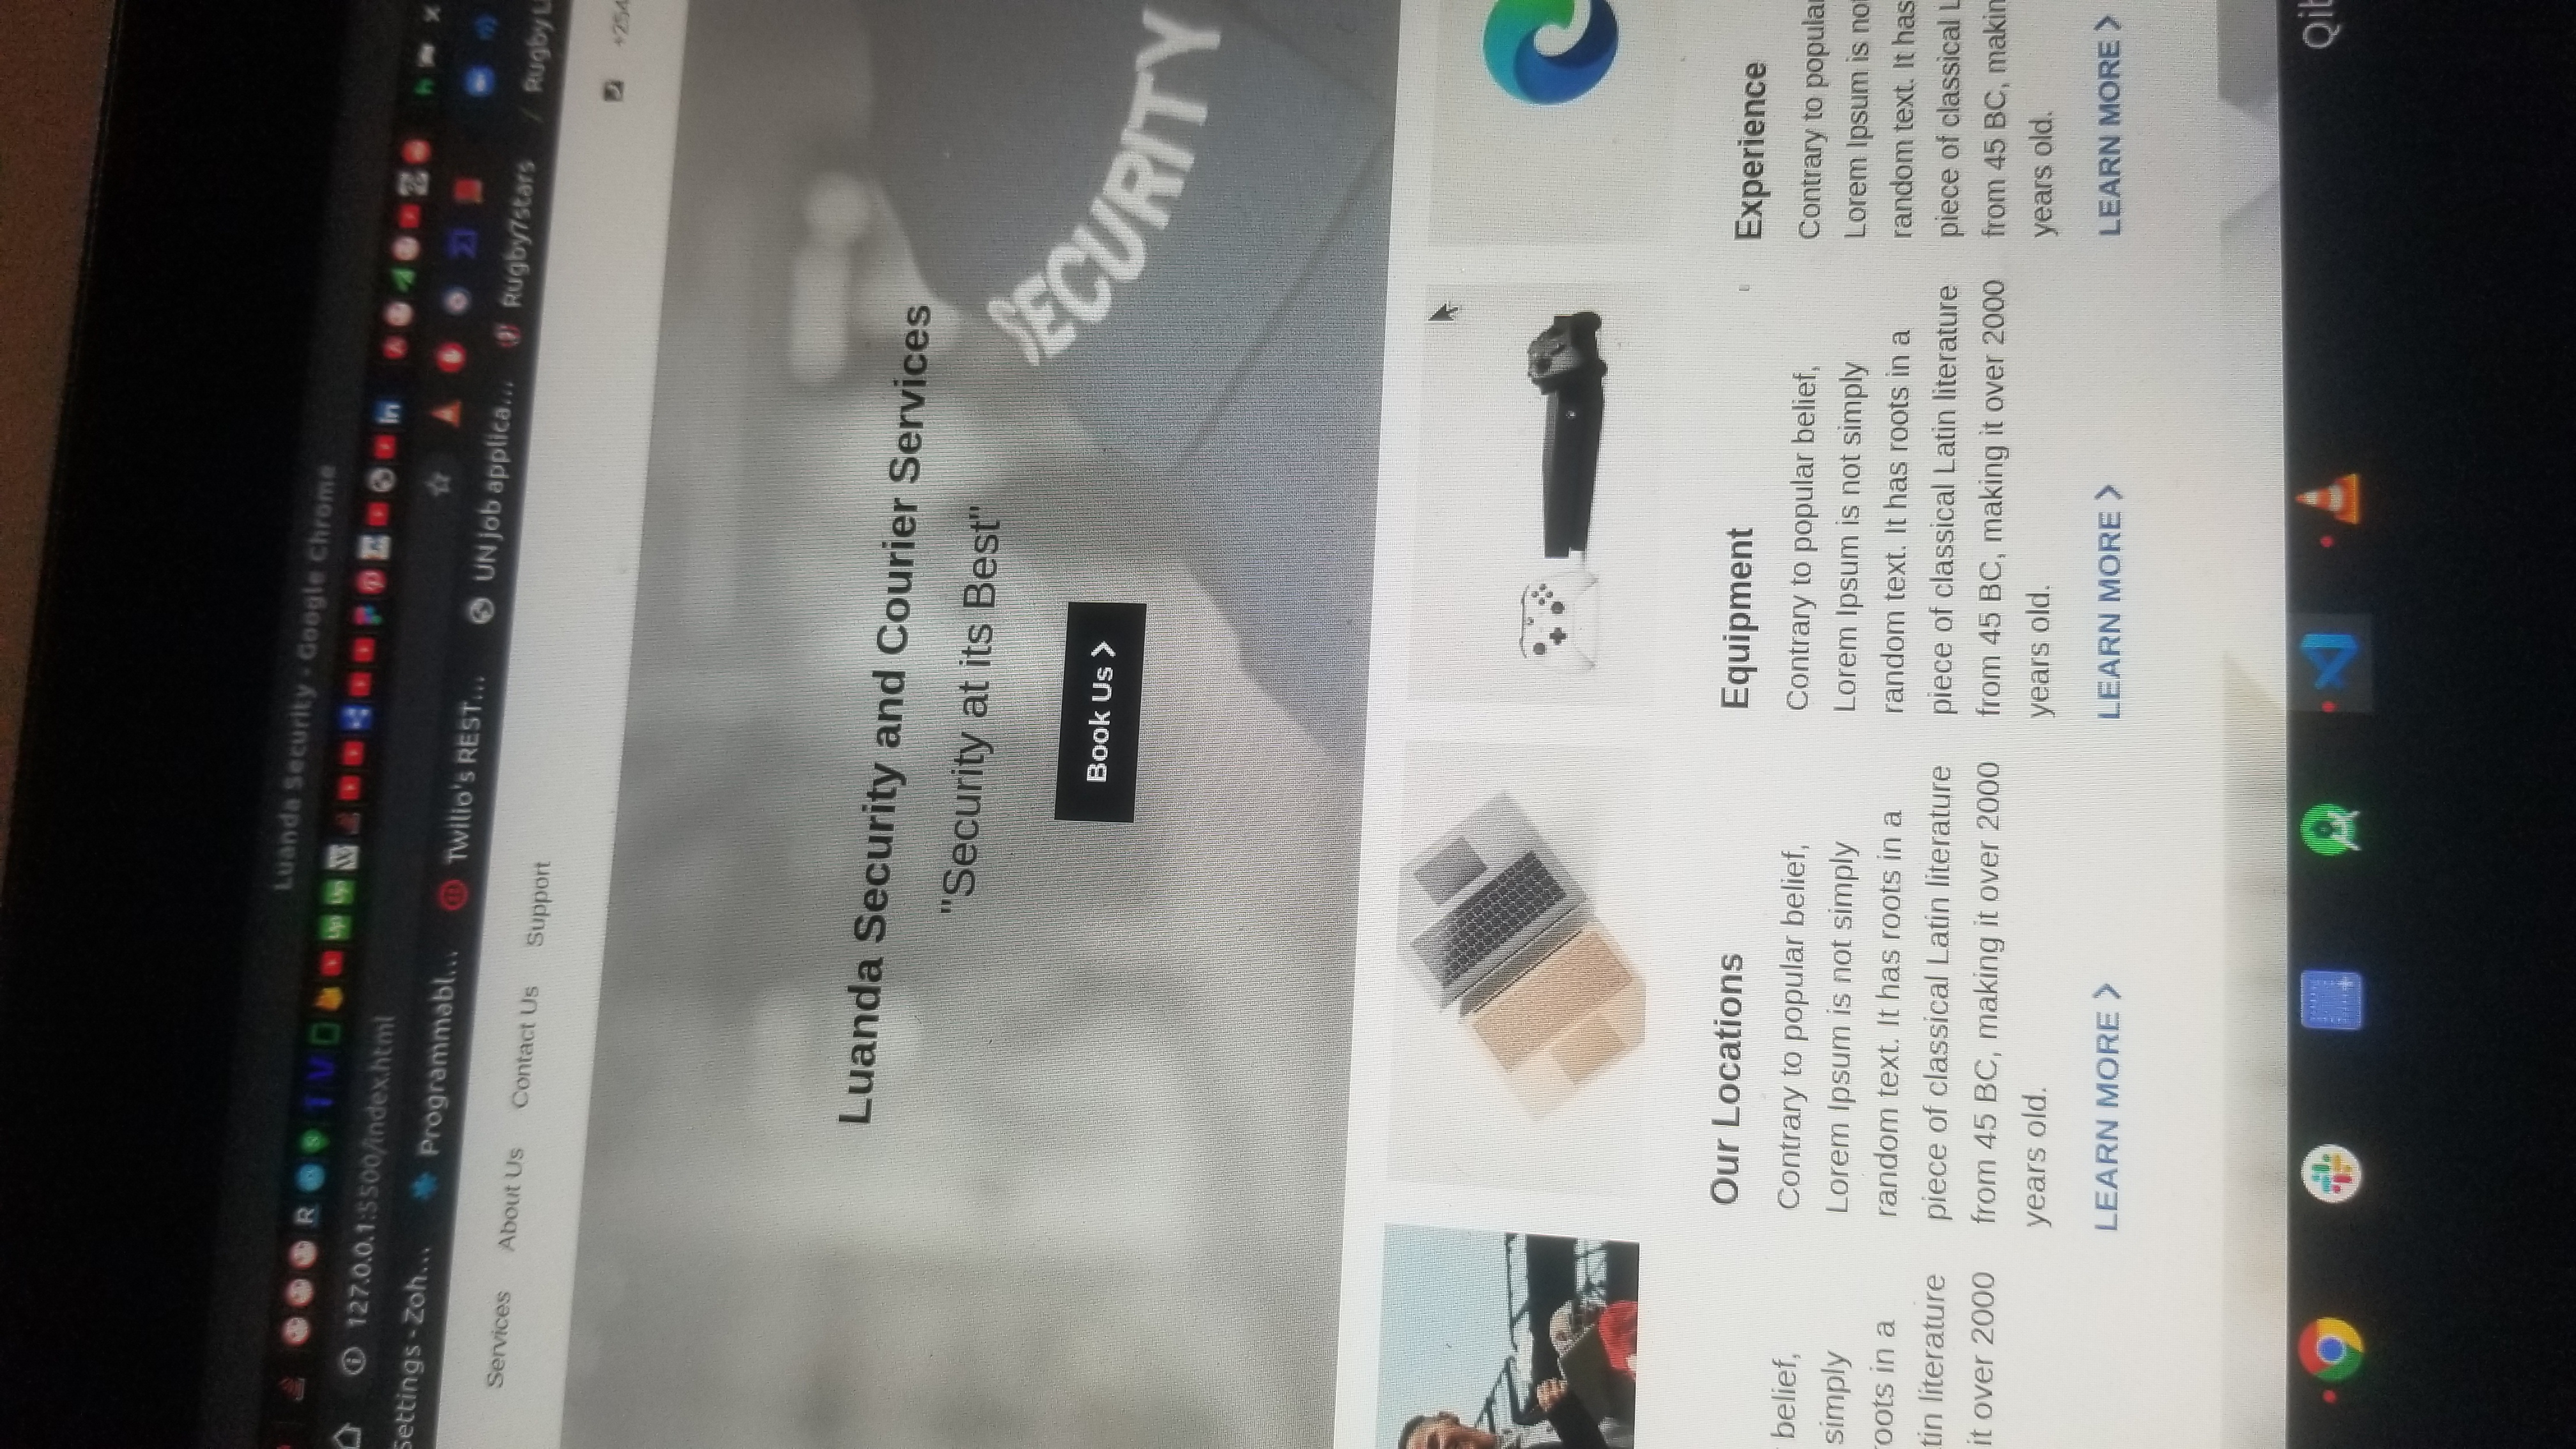 Luanda Security - Google Chrome
127.0.0.1:5500/index.html
Settings - Zoh...
Programmabl...
Twilio's REST...
UN job applica...
Rugby7stars
Rugby L
Services
About Us
Contact Us
Support
+254
Luanda Security and Courier Services
"Security at its Best"
Book Us
SECURITY
belief,
simply
oots in a
tin literature
it over 2000
Our Locations
Contrary to popular belief,
Lorem Ipsum is not simply
random text. It has roots in a
piece of classical Latin literature
from 45 BC, making it over 2000
years old.
LEARN MORE
Equipment
Contrary to popular belief,
Lorem Ipsum is not simply
random text. It has roots in a
piece of classical Latin literature
from 45 BC, making it over 2000
years old.
LEARN MORE
Experience
Contrary to popular
Lorem Ipsum is not
random text. It has
piece of classical L
from 45 BC, makin
years old.
LEARN MORE